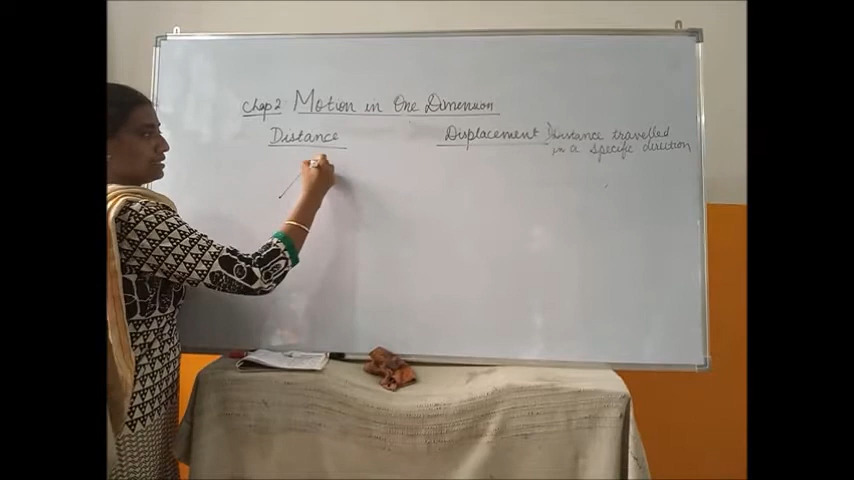 Chap 2 Motion in One Dimension
Distance
Displacement Distance travelled
in a specific direction